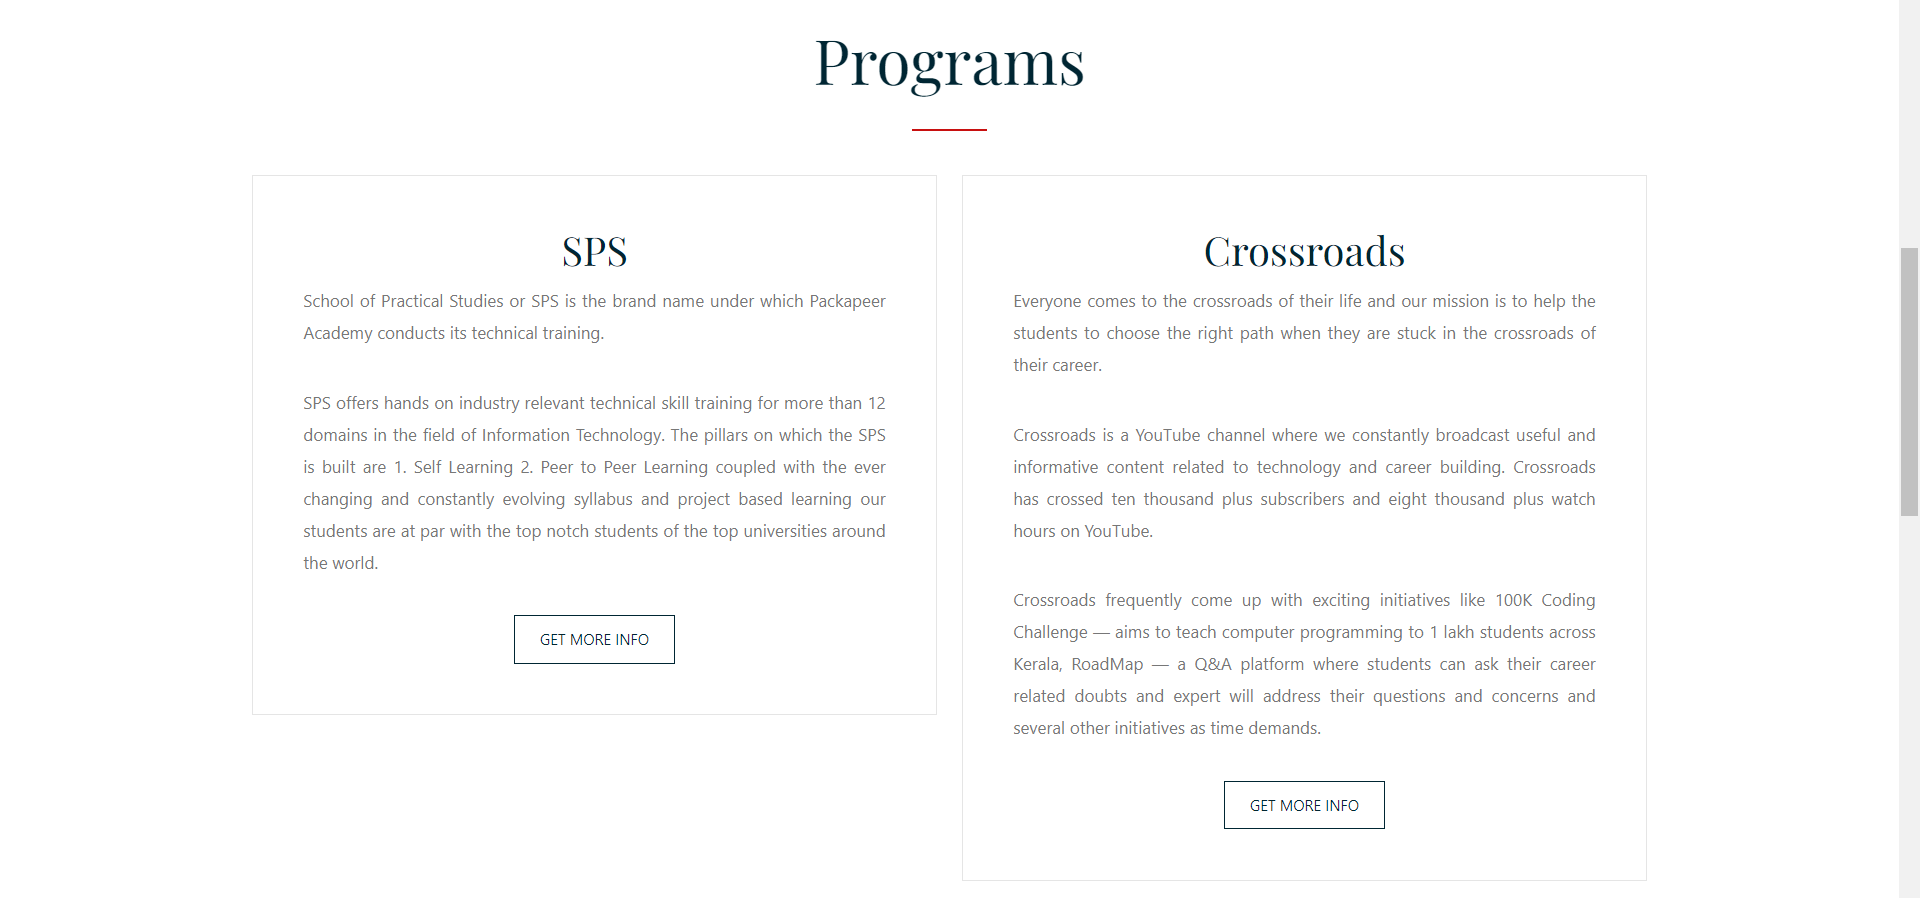 Programs
SPS
School of Practical Studies or SPS is the brand name under which Packapeer
Academy conducts its technical training.
SPS offers hands on industry relevant technical skill training for more than 12
domains in the field of Information Technology. The pillars on which the SPS
is built are 1. Self Learning 2. Peer to Peer Learning coupled with the ever
changing and constantly evolving syllabus and project based learning our
students are at par with the top notch students of the top universities around
the world.
GET MORE INFO
Crossroads
Everyone comes to the crossroads of their life and our mission is to help the
students to choose the right path when they are stuck in the crossroads of
their career.
Crossroads is a YouTube channel where we constantly broadcast useful and
informative content related to technology and career building. Crossroads
has crossed ten thousand plus subscribers and eight thousand plus watch
hours on YouTube.
Crossroads frequently come up with exciting initiatives like 100K Coding
Challenge — aims to teach computer programming to 1 lakh students across
Kerala, RoadMap — a Q&A platform where students can ask their career
related doubts and expert will address their questions and concerns and
several other initiatives as time demands.
GET MORE INFO